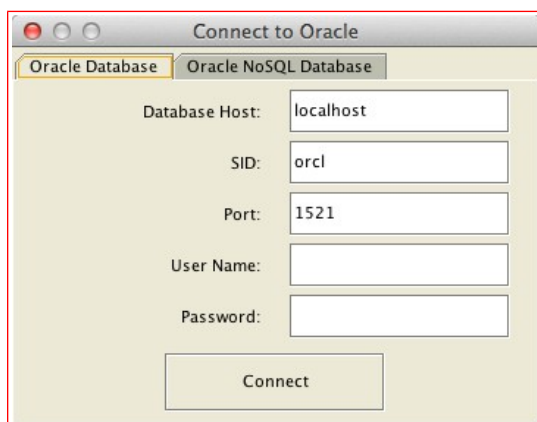 Connect to Oracle
Oracle Database Oracle NoSQL Database
Database Host: localhost
SID: orcl
Port: 1521
User Name:
Password:
Connect